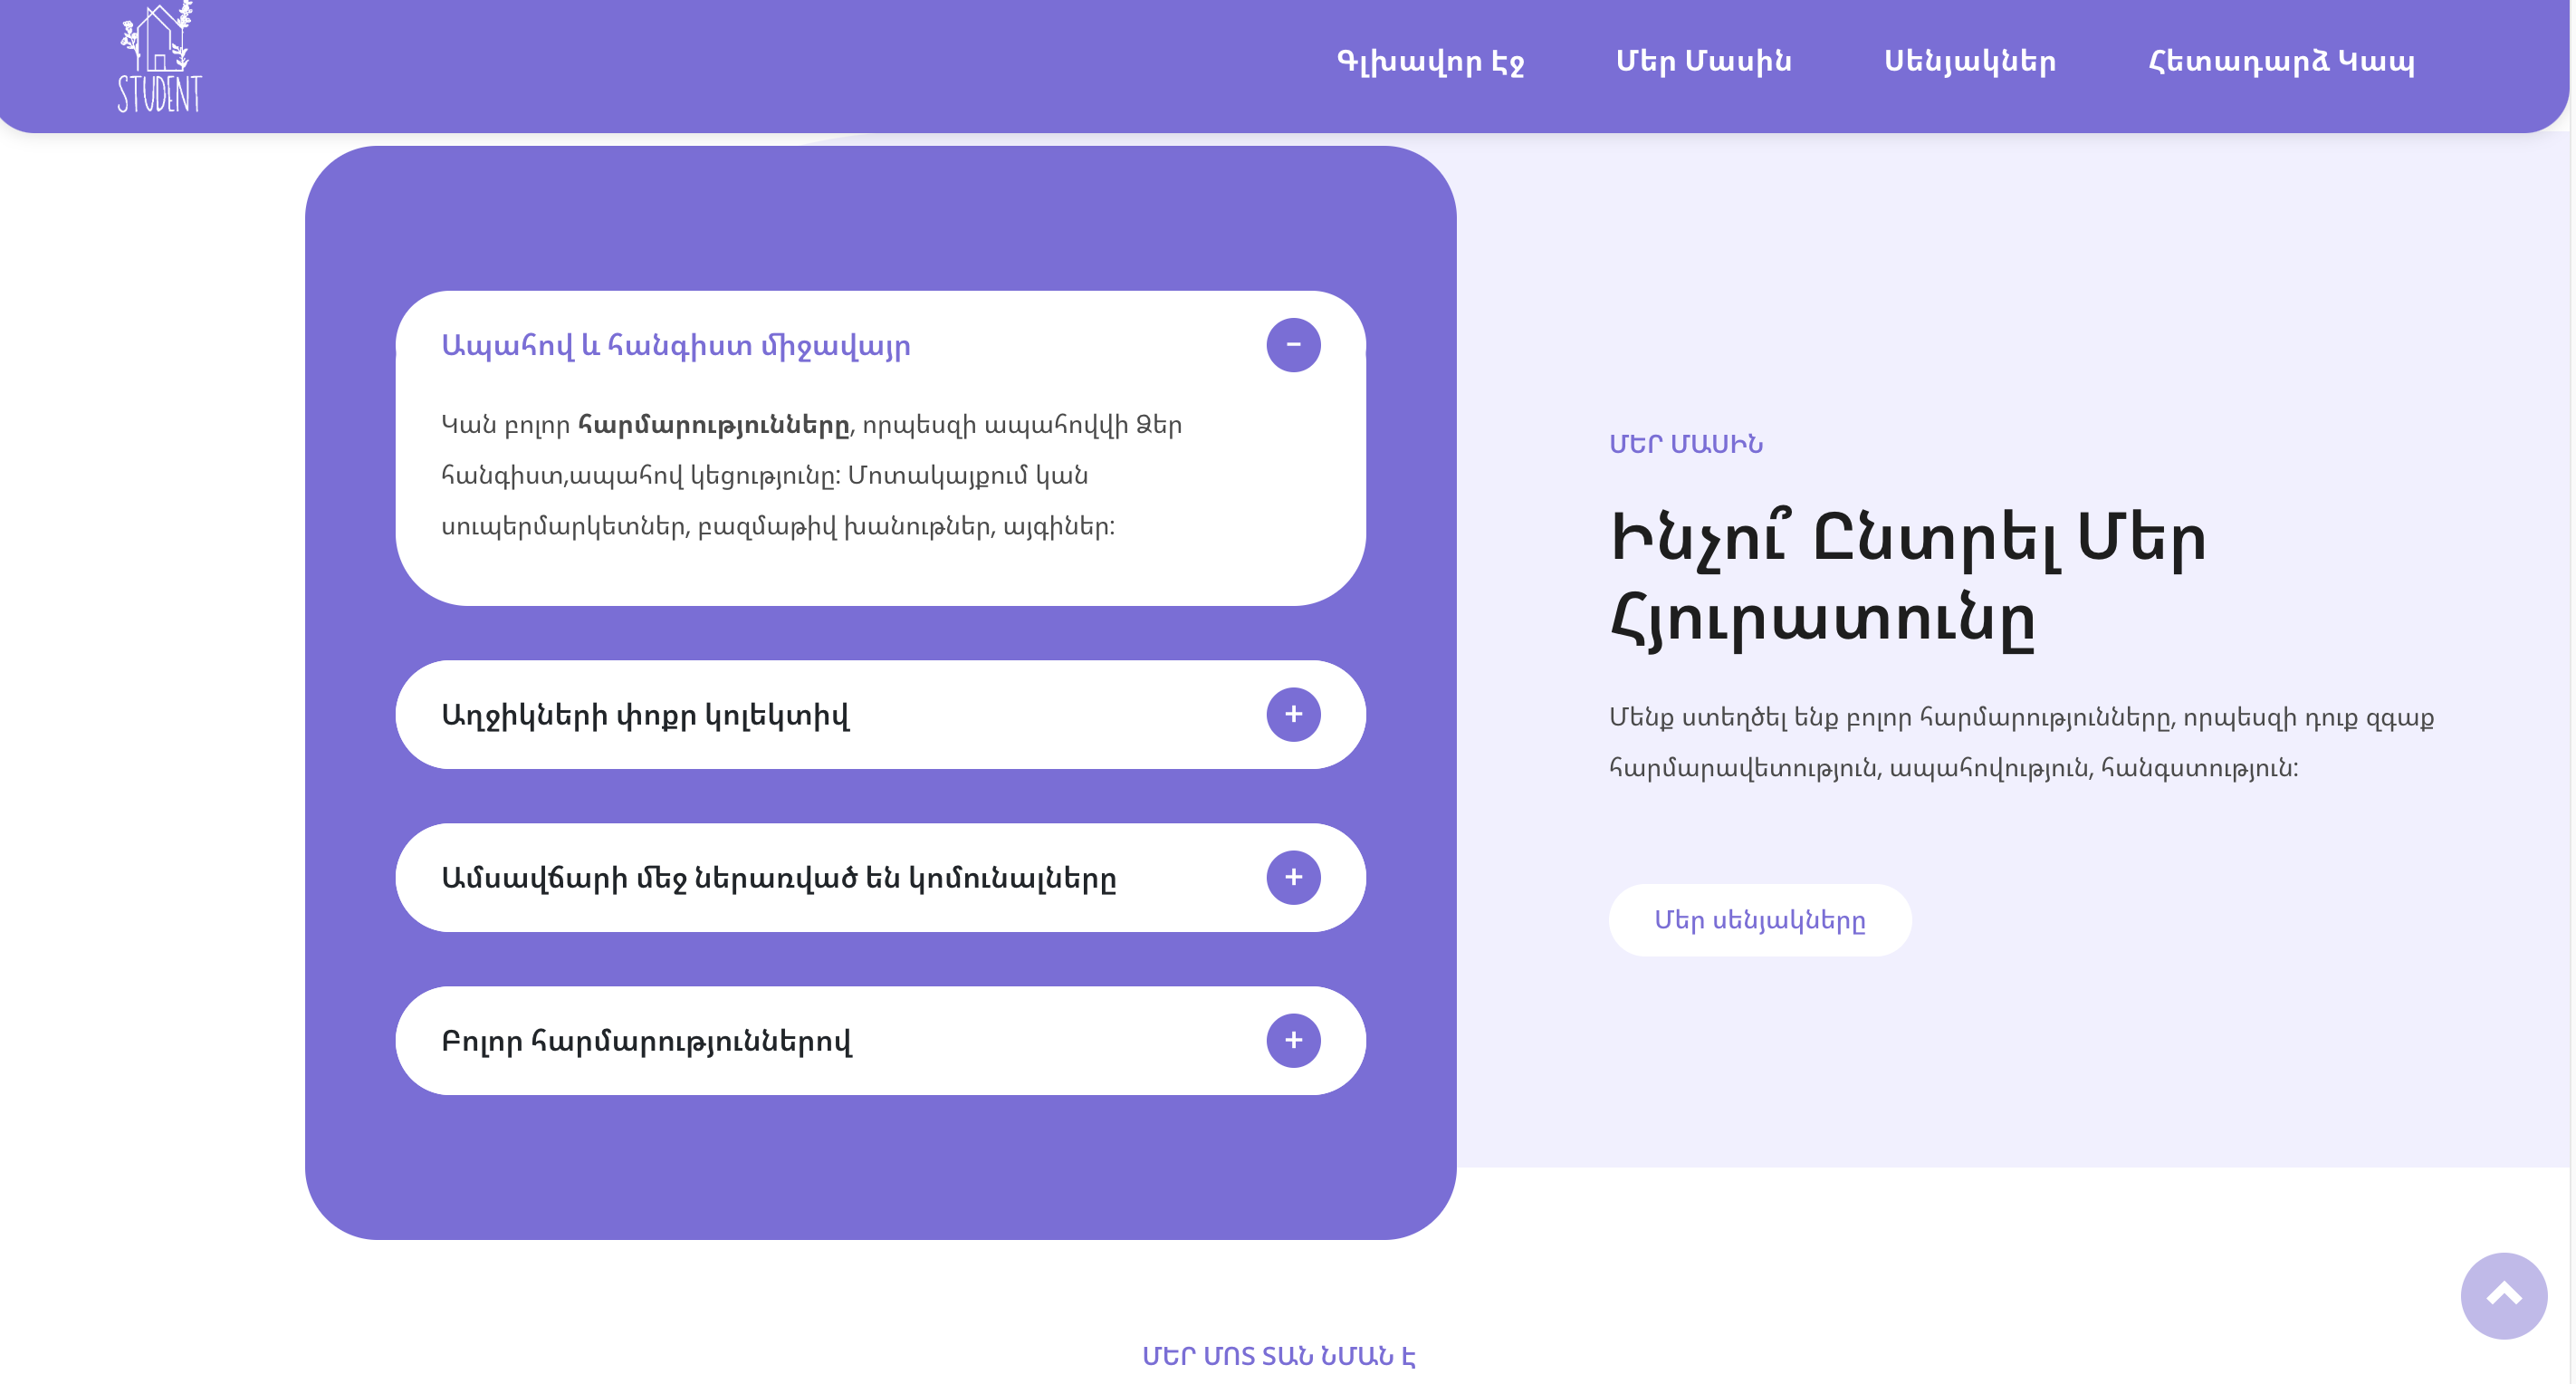 STUDENT
Գլխավոր Էջ
Մեր Մասին
Սենյակներ
Հետադարձ Կապ
Ապահով և հանգիստ միջավայր
−
Կան բոլոր հարմարությունները, որպեսզի ապահովվի Ձեր
հանգիստ,ապահով կեցությունը: Մոտակայքում կան
սուպերմարկետներ, բազմաթիվ խանութներ, այգիներ:
Աղջիկների փոքր կոլեկտիվ
+
Ամսավճարի մեջ ներառված են կոմունալները
+
Բոլոր հարմարություններով
+
ՄԵՐ ՄԱՍԻՆ
Ինչու՞ Ընտրել Մեր
Հյուրատունը
Մենք ստեղծել ենք բոլոր հարմարությունները, որպեսզի դուք զգաք
հարմարավետություն, ապահովություն, հանգստություն:
Մեր սենյակները
ՄԵՐ ՄՈՏ ՏԱՆ ՆՄԱՆ Է